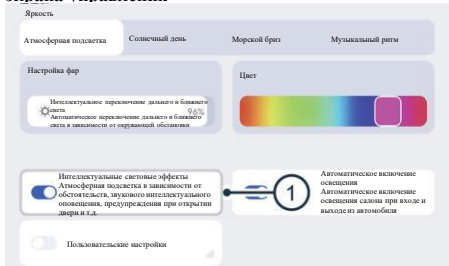 Яркость
Атмосферная подсветка
Солнечный день
Морской бриз
Музыкальный ритм
Настройка фар
Интеллектуальное переключение дальнего и ближнего
света
96%
Автоматическое переключение дальнего и ближнего
света в зависимости от окружающей обстановки
Цвет
Интеллектуальные световые эффекты
Атмосферная подсветка в зависимости от
обстоятельств, звукового интеллектуального
оповещения, предупреждения при открытии
двери и т.д.
1
Автоматическое включение
освещения
Автоматическое включение
освещения салона при входе и
выходе из автомобиля
Пользовательские настройки